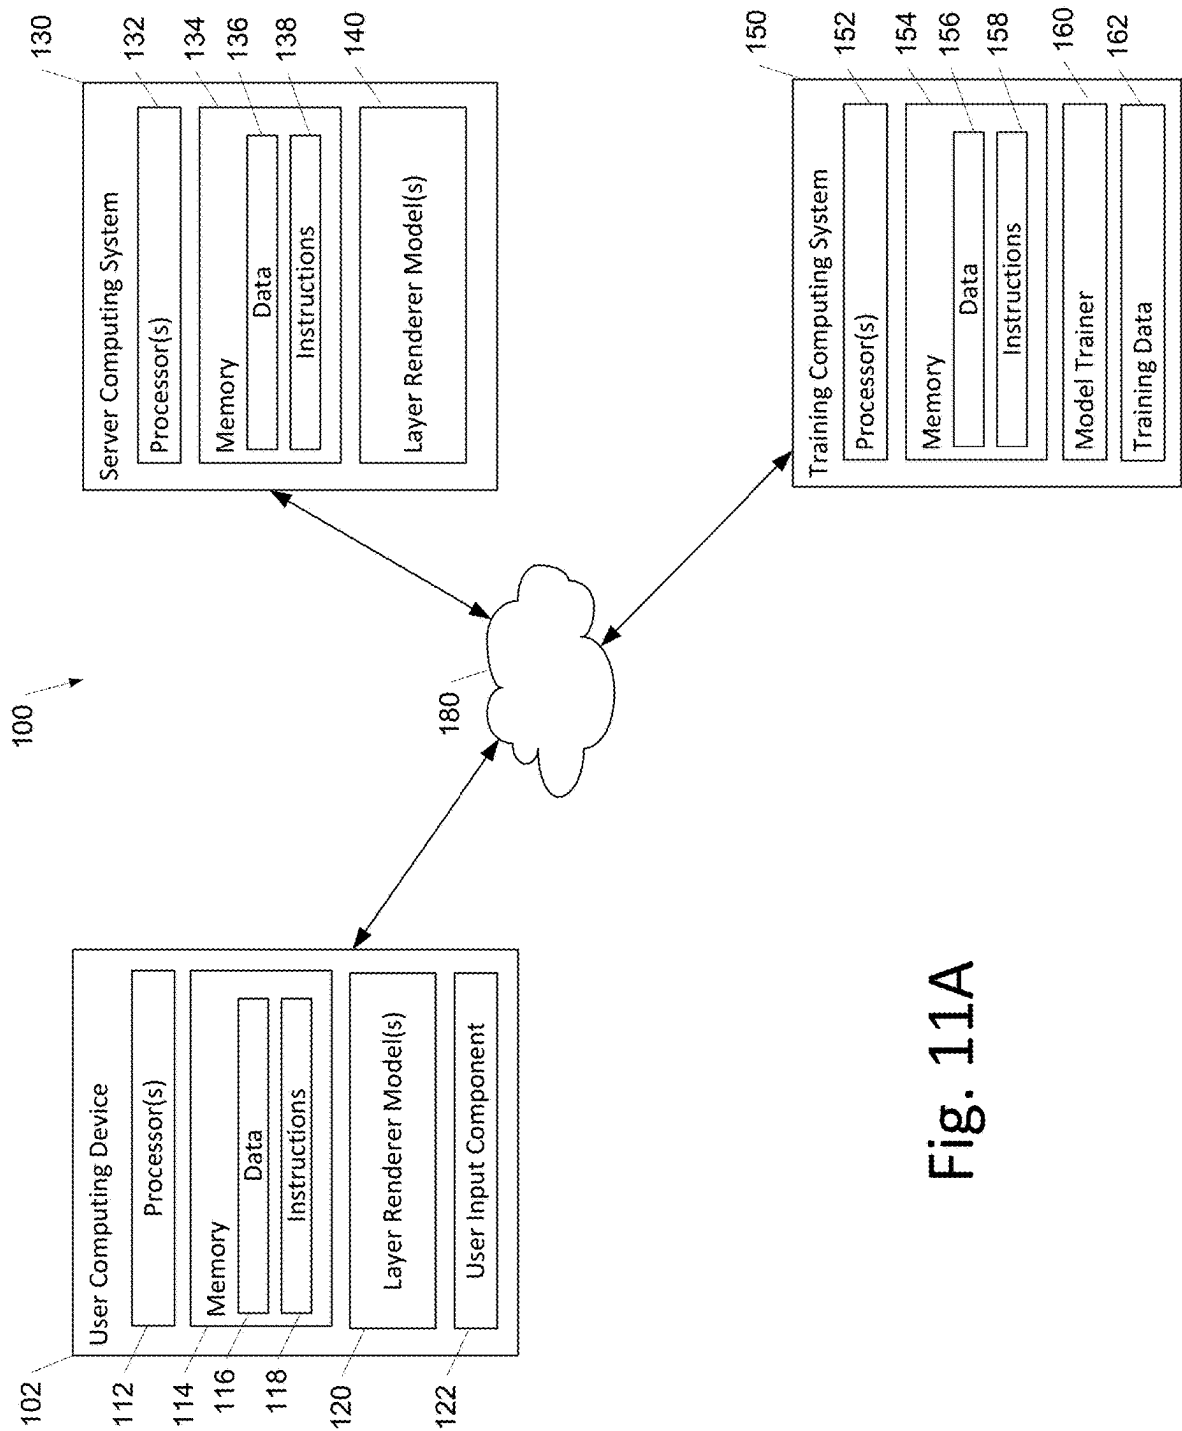 100
102
User Computing Device
112
Processor(s)
114
Memory
116
Data
118
Instructions
120
Layer Renderer Model(s)
122
User Input Component
180
130
Server Computing System
132
Processor(s)
134
Memory
136
Data
138
Instructions
140
Layer Renderer Model(s)
150
Training Computing System
152
Processor(s)
154
Memory
156
Data
158
Instructions
160
Model Trainer
162
Training Data
Fig. 11A